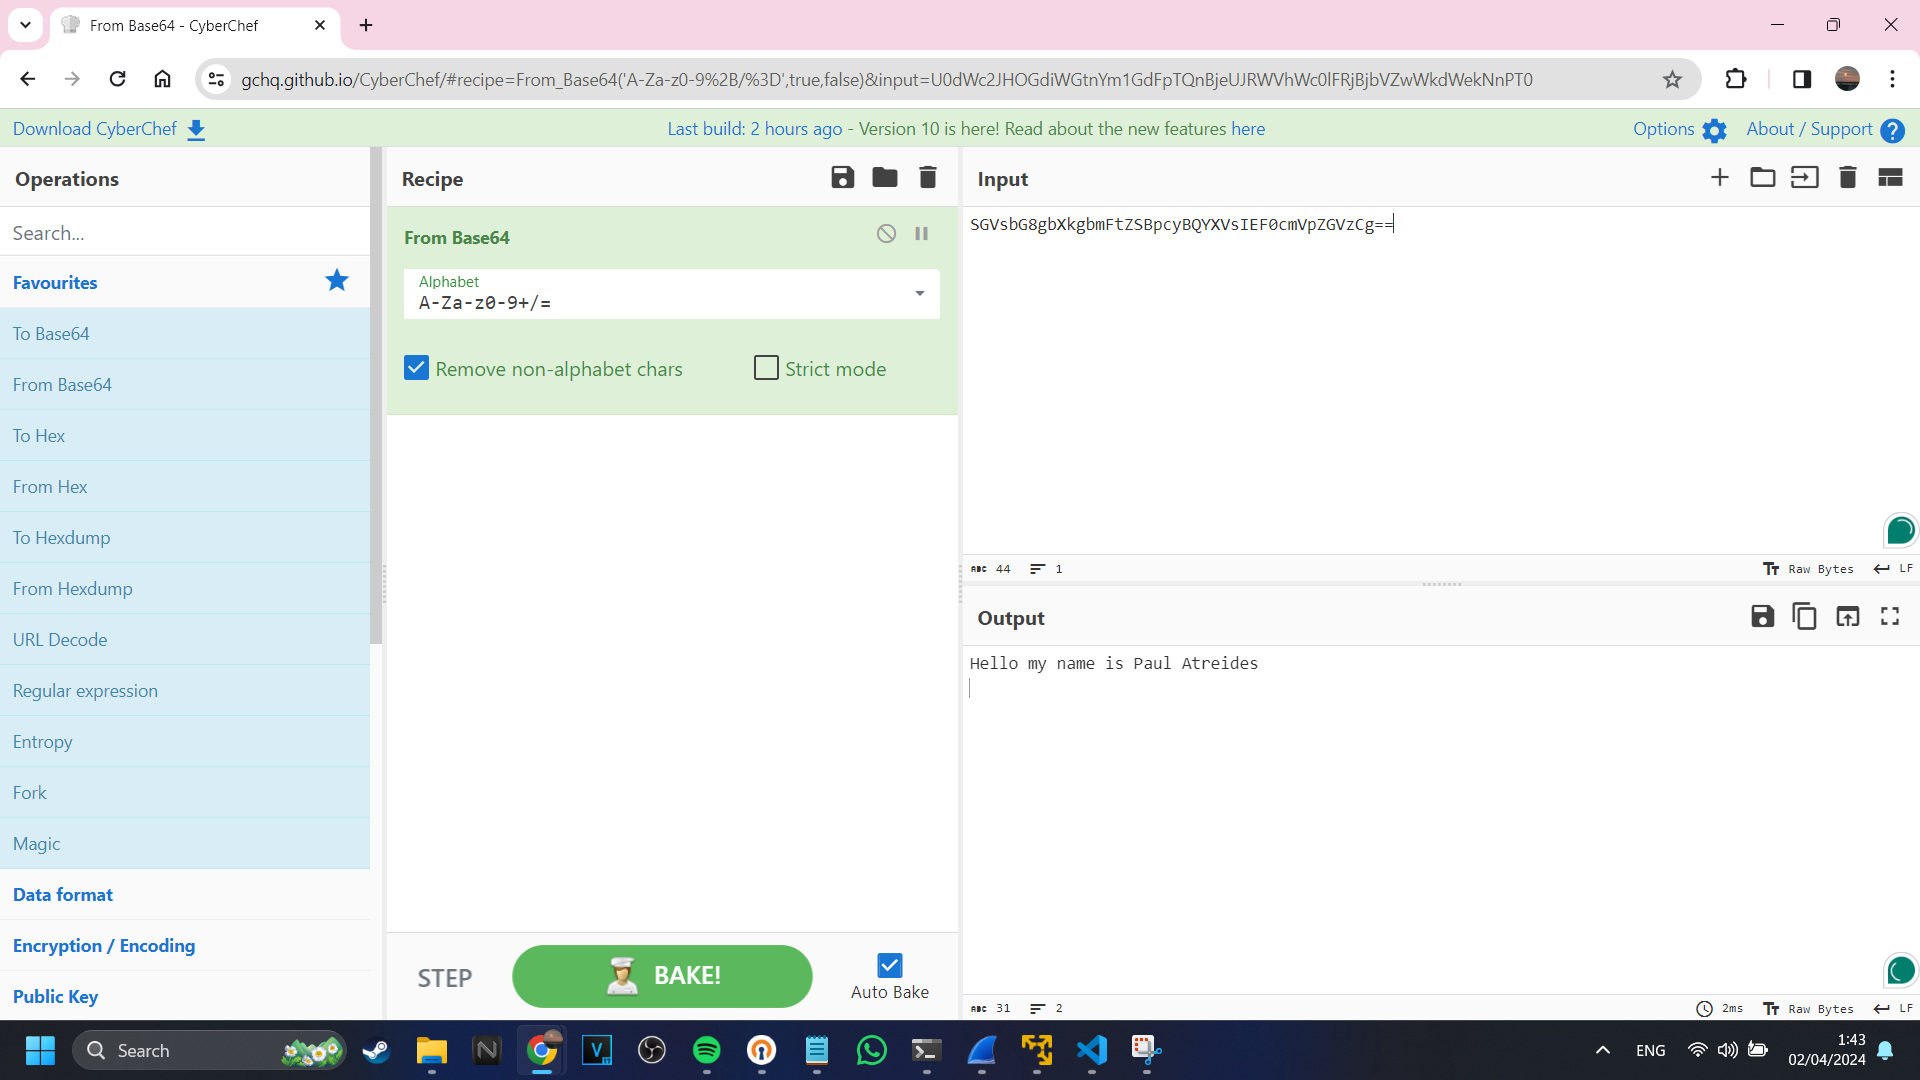 From Base64 - CyberChef
gchq.github.io/CyberChef/#recipe=From_Base64('A-Za-z0-9%2B/%3D',true,false)&input=U0dWc2JHOGdiWGtnYm1GdFpTQnBjeUJRWVhWc0lFRjBjbVZwWkdWekNnPT0
Download CyberChef
Last build: 2 hours ago - Version 10 is here! Read about the new features here
Options
About / Support
Operations
Search...
Favourites
To Base64
From Base64
To Hex
From Hex
To Hexdump
From Hexdump
URL Decode
Regular expression
Entropy
Fork
Magic
Data format
Encryption / Encoding
Public Key
Recipe
From Base64
Alphabet
A-Za-z0-9+/=
Remove non-alphabet chars
Strict mode
STEP
BAKE!
Auto Bake
Input
SGVsbG8gbXkgbmFtZSBpcyBQYXVsIEF0cmVpZGVzCg==
ABC 44 1
Tt Raw Bytes LF
Output
Hello my name is Paul Atreides
ABC 31 2
2ms Tt Raw Bytes LF
Search
ENG
1:43
02/04/2024